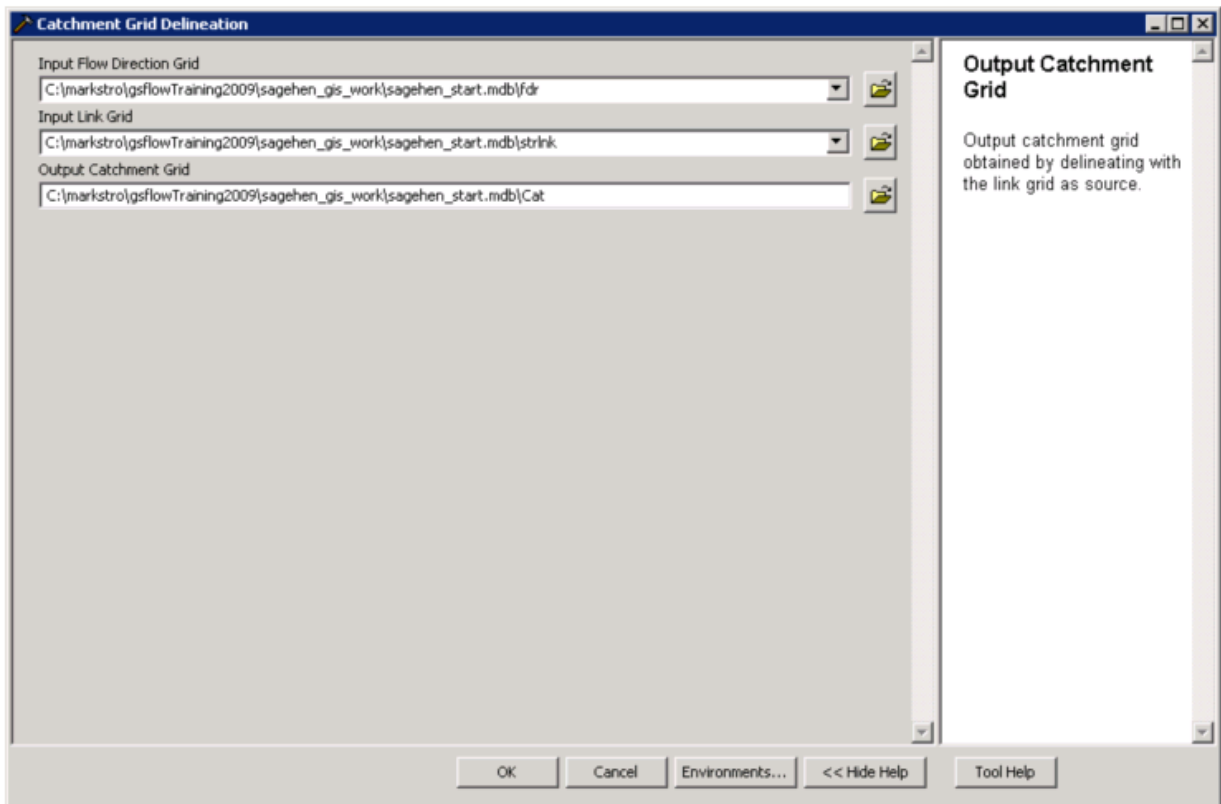 Catchment Grid Delineation
Input Flow Direction Grid
C:\markstro\gsflowTraining2009\sagehen_gis_work\sagehen_start.mdb\fdr
Input Link Grid
C:\markstro\gsflowTraining2009\sagehen_gis_work\sagehen_start.mdb\strlnk
Output Catchment Grid
C:\markstro\gsflowTraining2009\sagehen_gis_work\sagehen_start.mdb\Cat
Output Catchment
Grid
Output catchment grid
obtained by delineating with
the link grid as source.
OK Cancel Environments... << Hide Help Tool Help